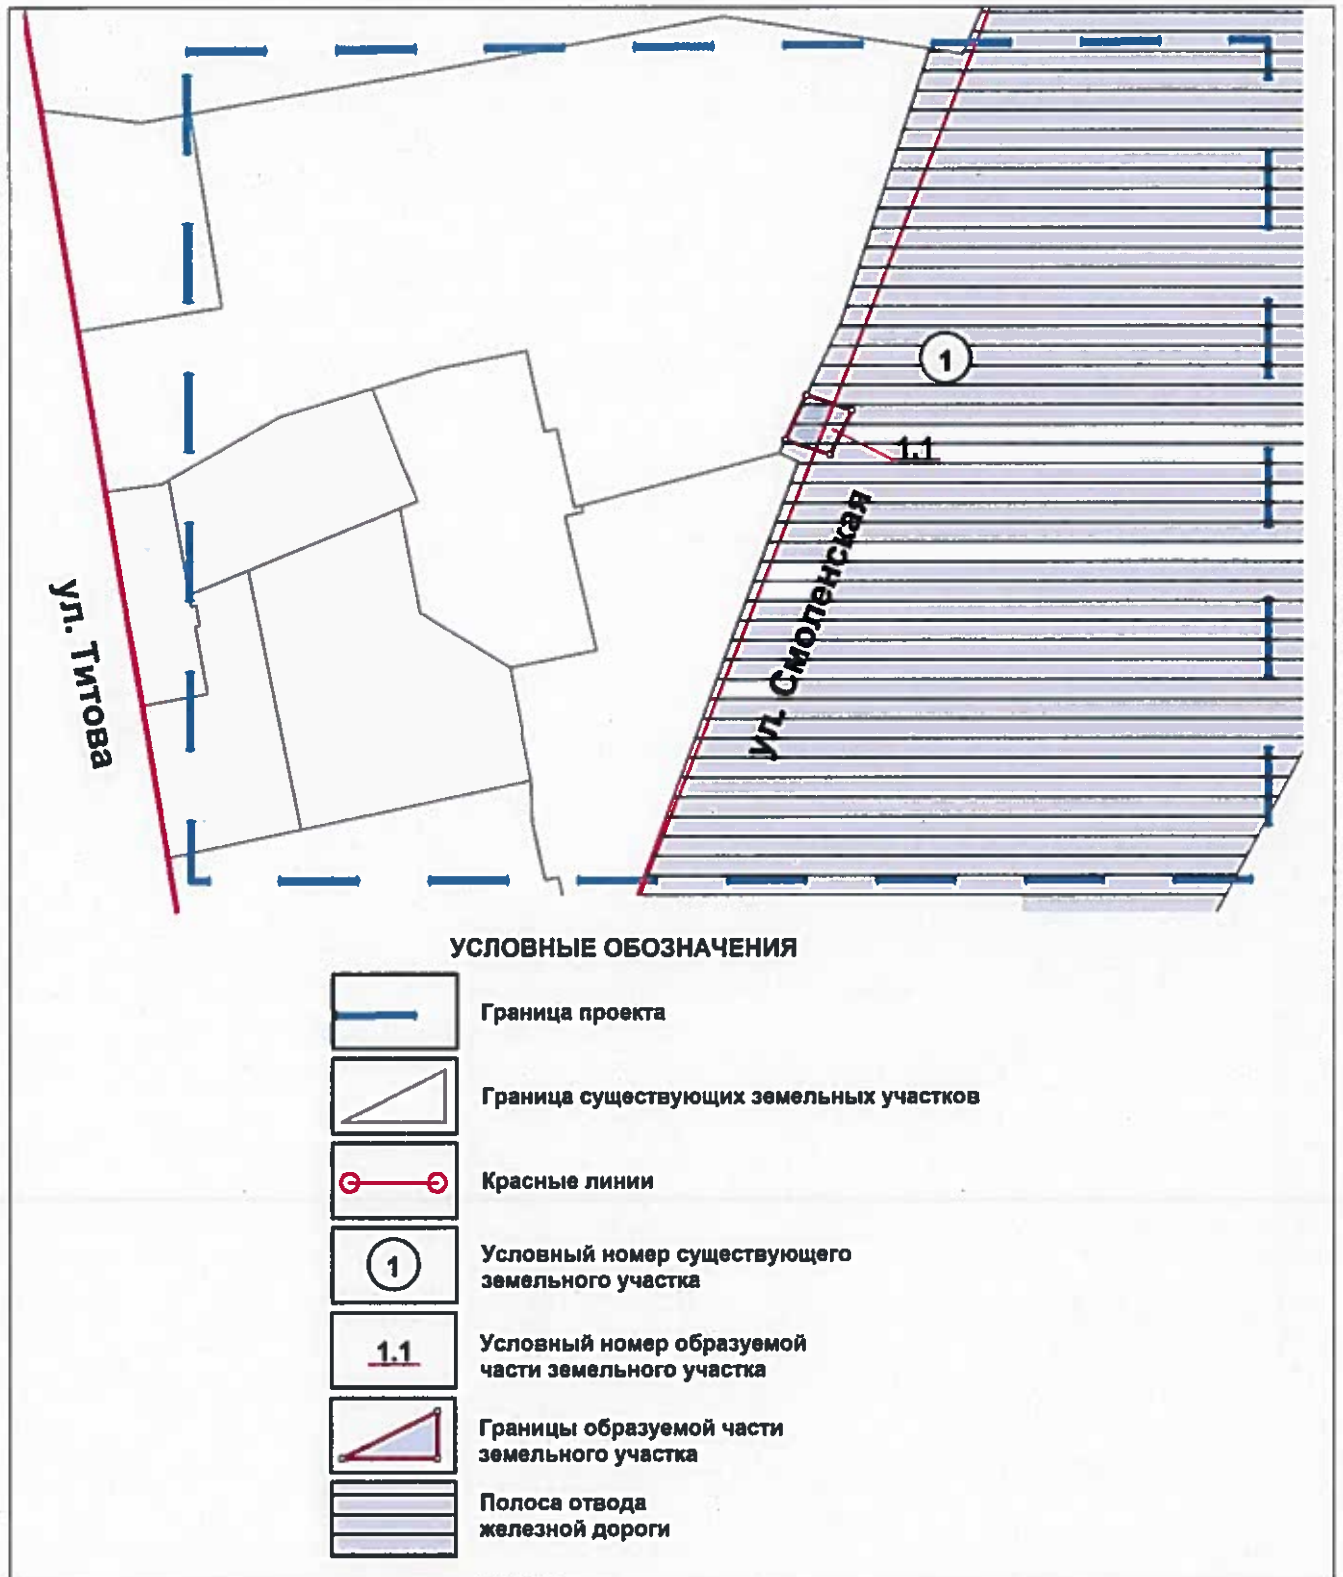 1
1.1
ул. Смоленская
ул. Титова
УСЛОВНЫЕ ОБОЗНАЧЕНИЯ
Граница проекта
Граница существующих земельных участков
Красные линии
1
Условный номер существующего
земельного участка
1.1
Условный номер образуемой
части земельного участка
Границы образуемой части
земельного участка
Полоса отвода
железной дороги